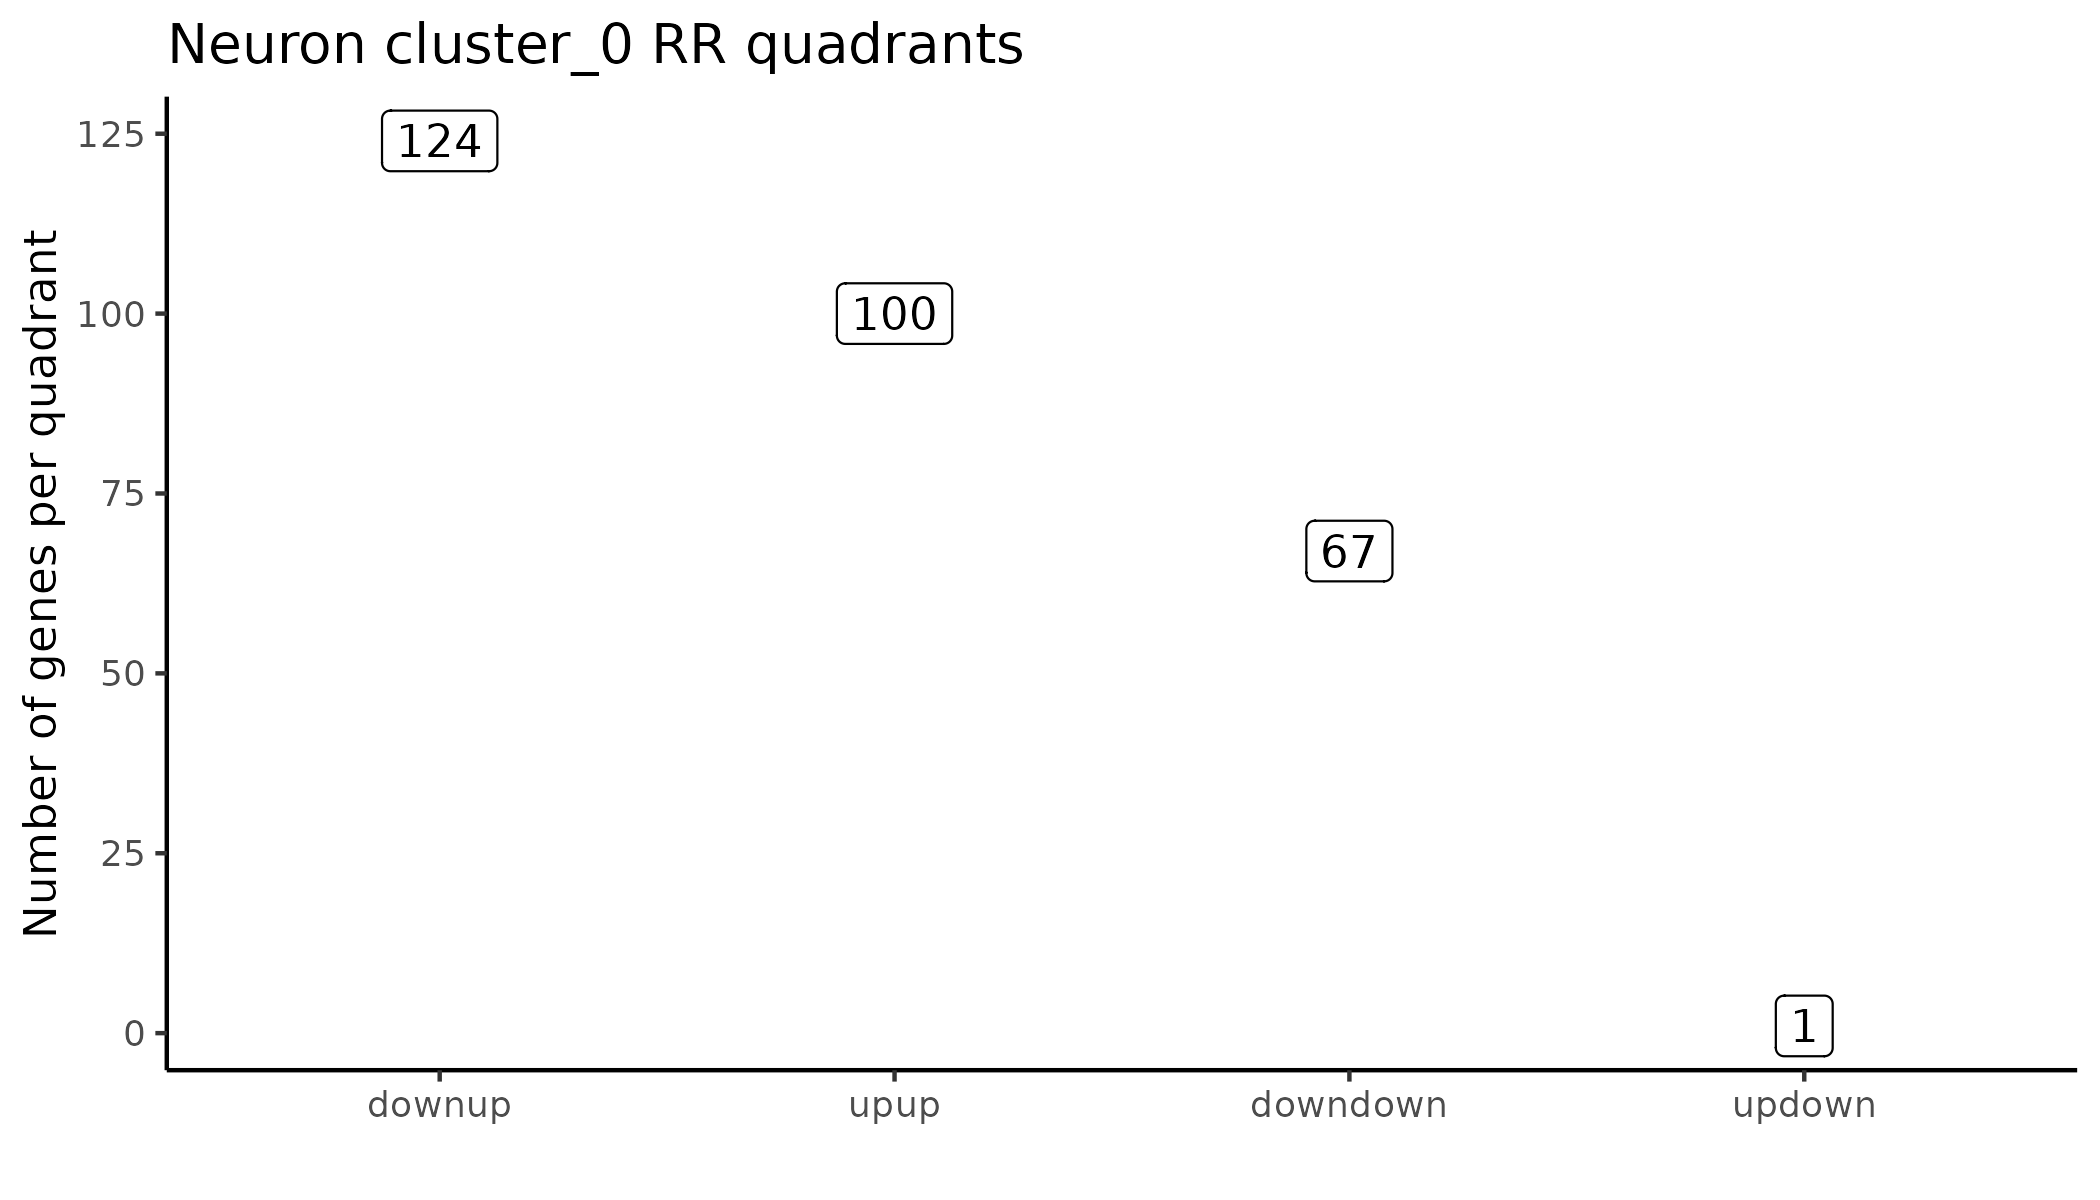 Neuron cluster_0 RR quadrants
Number of genes per quadrant
125
100
75
50
25
0
124
100
67
1
downup
upup
downdown
updown